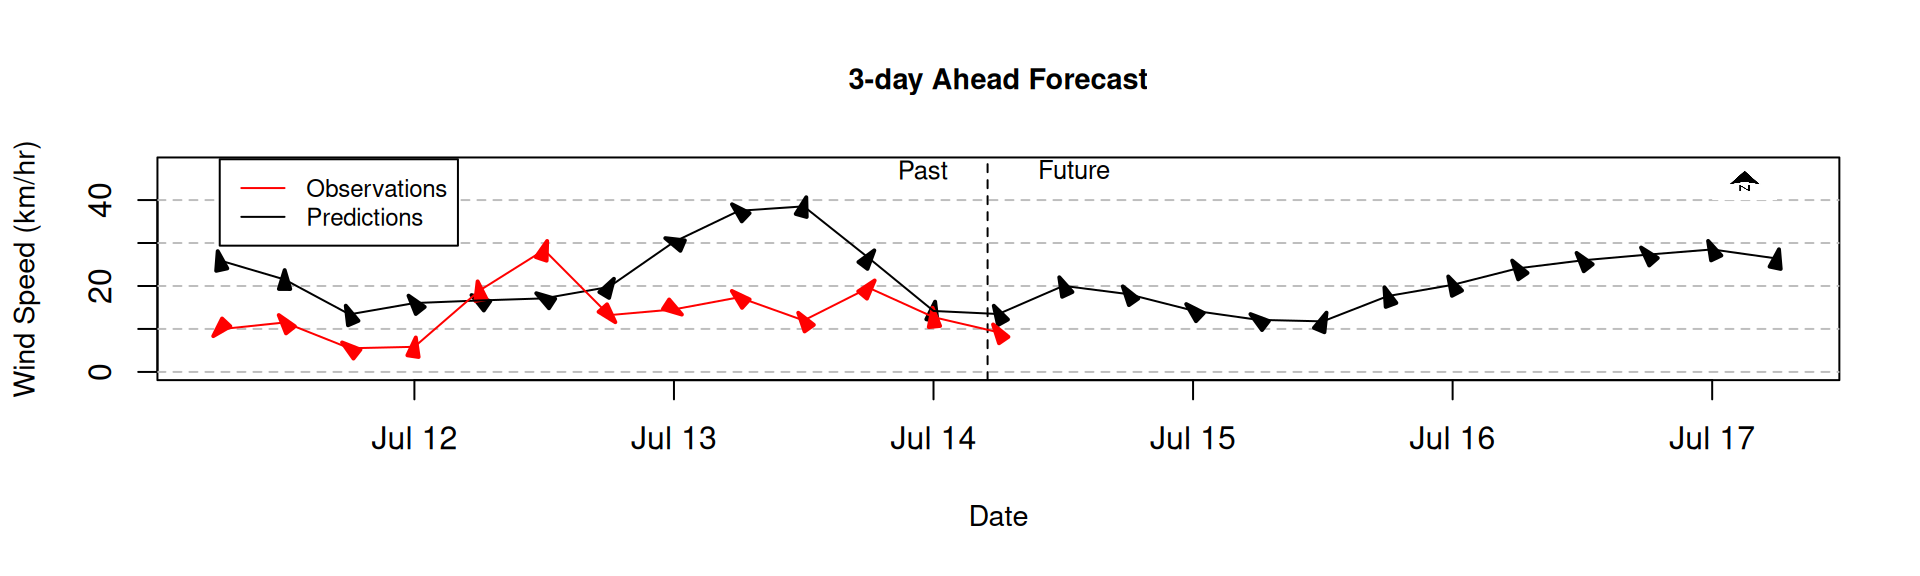 3-day Ahead Forecast
Wind Speed (km/hr)
40
20
0
Observations
Predictions
Past
Future
N
Jul 12
Jul 13
Jul 14
Jul 15
Jul 16
Jul 17
Date